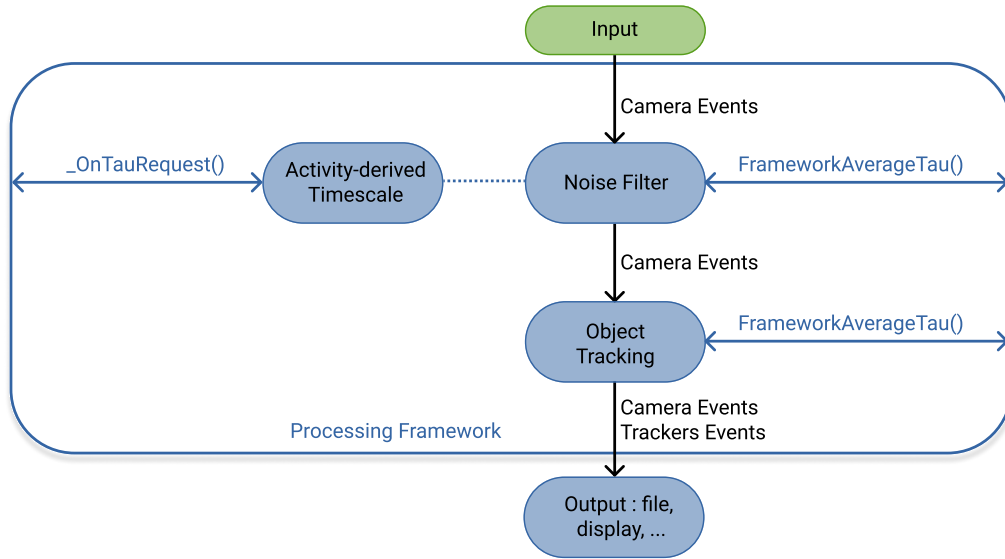 Input
Camera Events
_OnTauRequest()
Activity-derived
Timescale
Noise Filter
FrameworkAverageTau()
Camera Events
Object
Tracking
FrameworkAverageTau()
Camera Events
Trackers Events
Processing Framework
Output : file,
display, ...